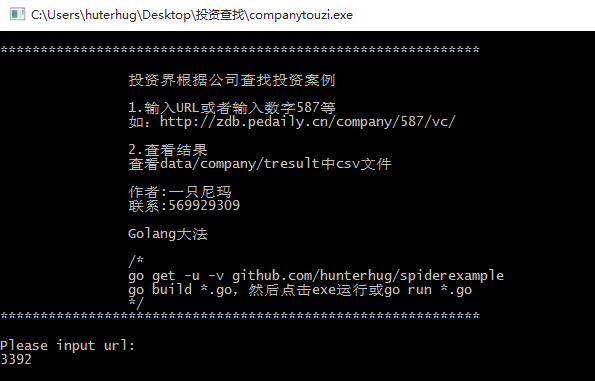 C:\Users\huterhug\Desktop\投资查找\companytouzi.exe
************************************************************
投资界根据公司查找投资案例
1.输入URL或者输入数字587等
如：http://zdb.pedaily.cn/company/587/vc/
2.查看结果
查看data/company/tresult中csv文件
作者:一只尼玛
联系:569929309
Golang大法
/*
go get -u -v github.com/hunterhug/spiderexample
go build *.go，然后点击exe运行或go run *.go
*/
************************************************************
Please input url:
3392